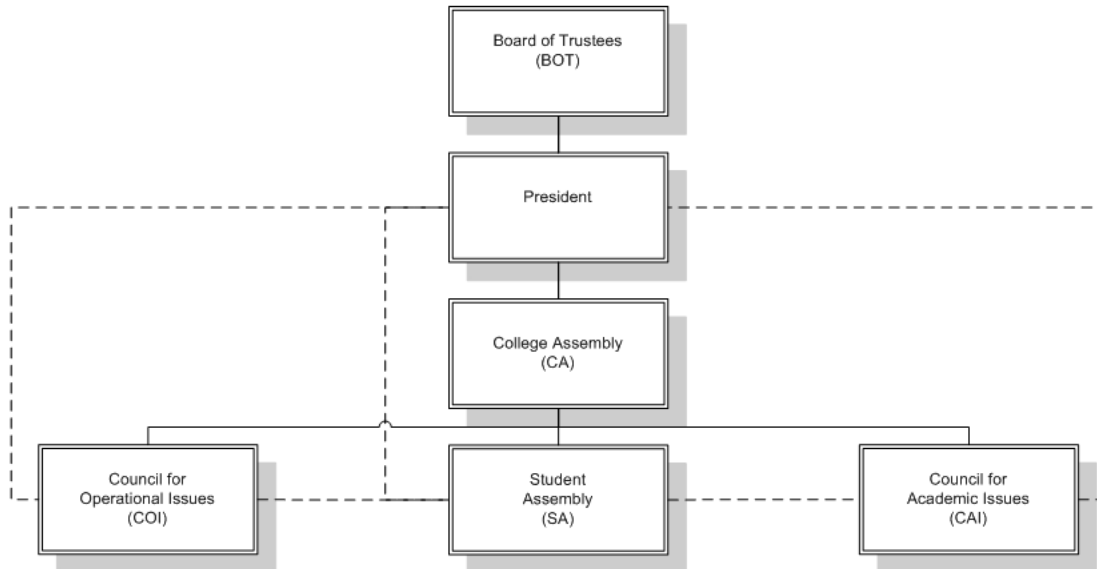 Board of Trustees
(BOT)
President
College Assembly
(CA)
Council for
Operational Issues
(COI)
Student
Assembly
(SA)
Council for
Academic Issues
(CAI)